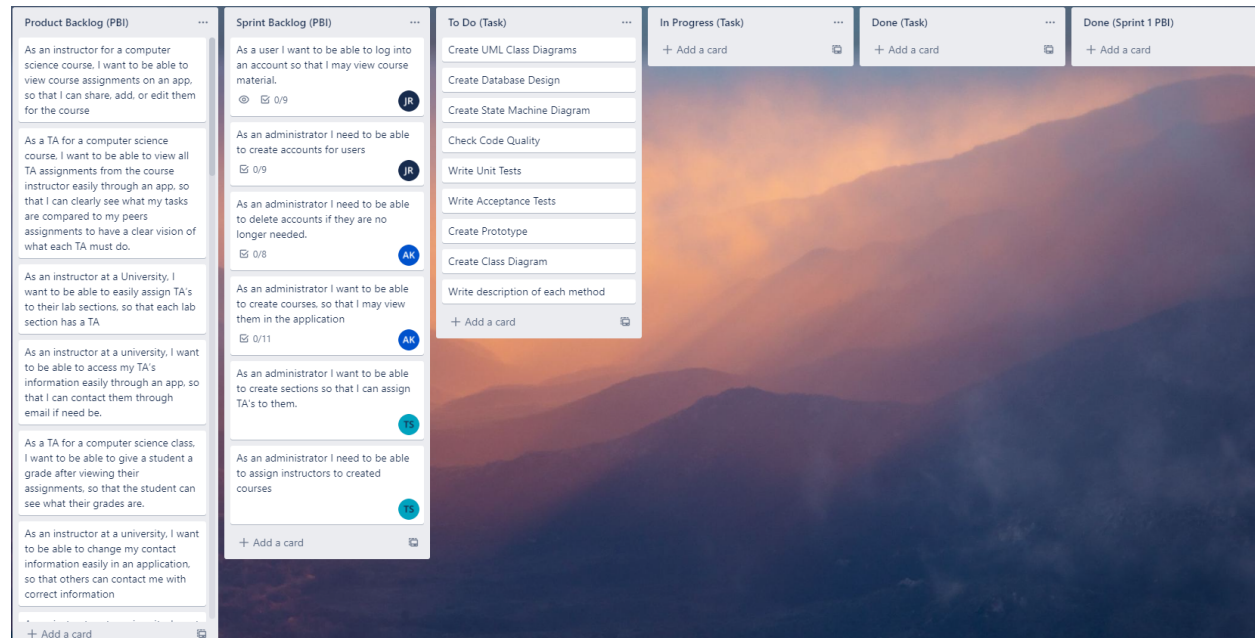 Product Backlog (PBI)
As an instructor for a computer
science course, I want to be able to
view course assignments on an app,
so that I can share, add, or edit them
for the course
As a TA for a computer science
course, I want to be able to view all
TA assignments from the course
instructor easily through an app, so
that I can clearly see what my tasks
are compared to my peers
assignments to have a clear vision of
what each TA must do.
As an instructor at a University, I
want to be able to easily assign TA's
to their lab sections, so that each lab
section has a TA
As an instructor at a university, I want
to be able to access my TA's
information easily through an app, so
that I can contact them through
email if need be.
As a TA for a computer science class,
I want to be able to give a student a
grade after viewing their
assignments, so that the student can
see what their grades are.
As an instructor at a university, I want
to be able to change my contact
information easily in an application,
so that others can contact me with
correct information
+ Add a card
Sprint Backlog (PBI)
As a user I want to be able to log into
an account so that I may view course
material.
0/9
JR
As an administrator I need to be able
to create accounts for users
0/9
JR
As an administrator I need to be able
to delete accounts if they are no
longer needed.
0/8
AK
As an administrator I want to be able
to create courses, so that I may view
them in the application
0/11
AK
As an administrator I want to be able
to create sections so that I can assign
TA's to them.
TS
As an administrator I need to be able
to assign instructors to created
courses
TS
+ Add a card
To Do (Task)
Create UML Class Diagrams
Create Database Design
Create State Machine Diagram
Check Code Quality
Write Unit Tests
Write Acceptance Tests
Create Prototype
Create Class Diagram
Write description of each method
+ Add a card
In Progress (Task)
+ Add a card
Done (Task)
+ Add a card
Done (Sprint 1 PBI)
+ Add a card